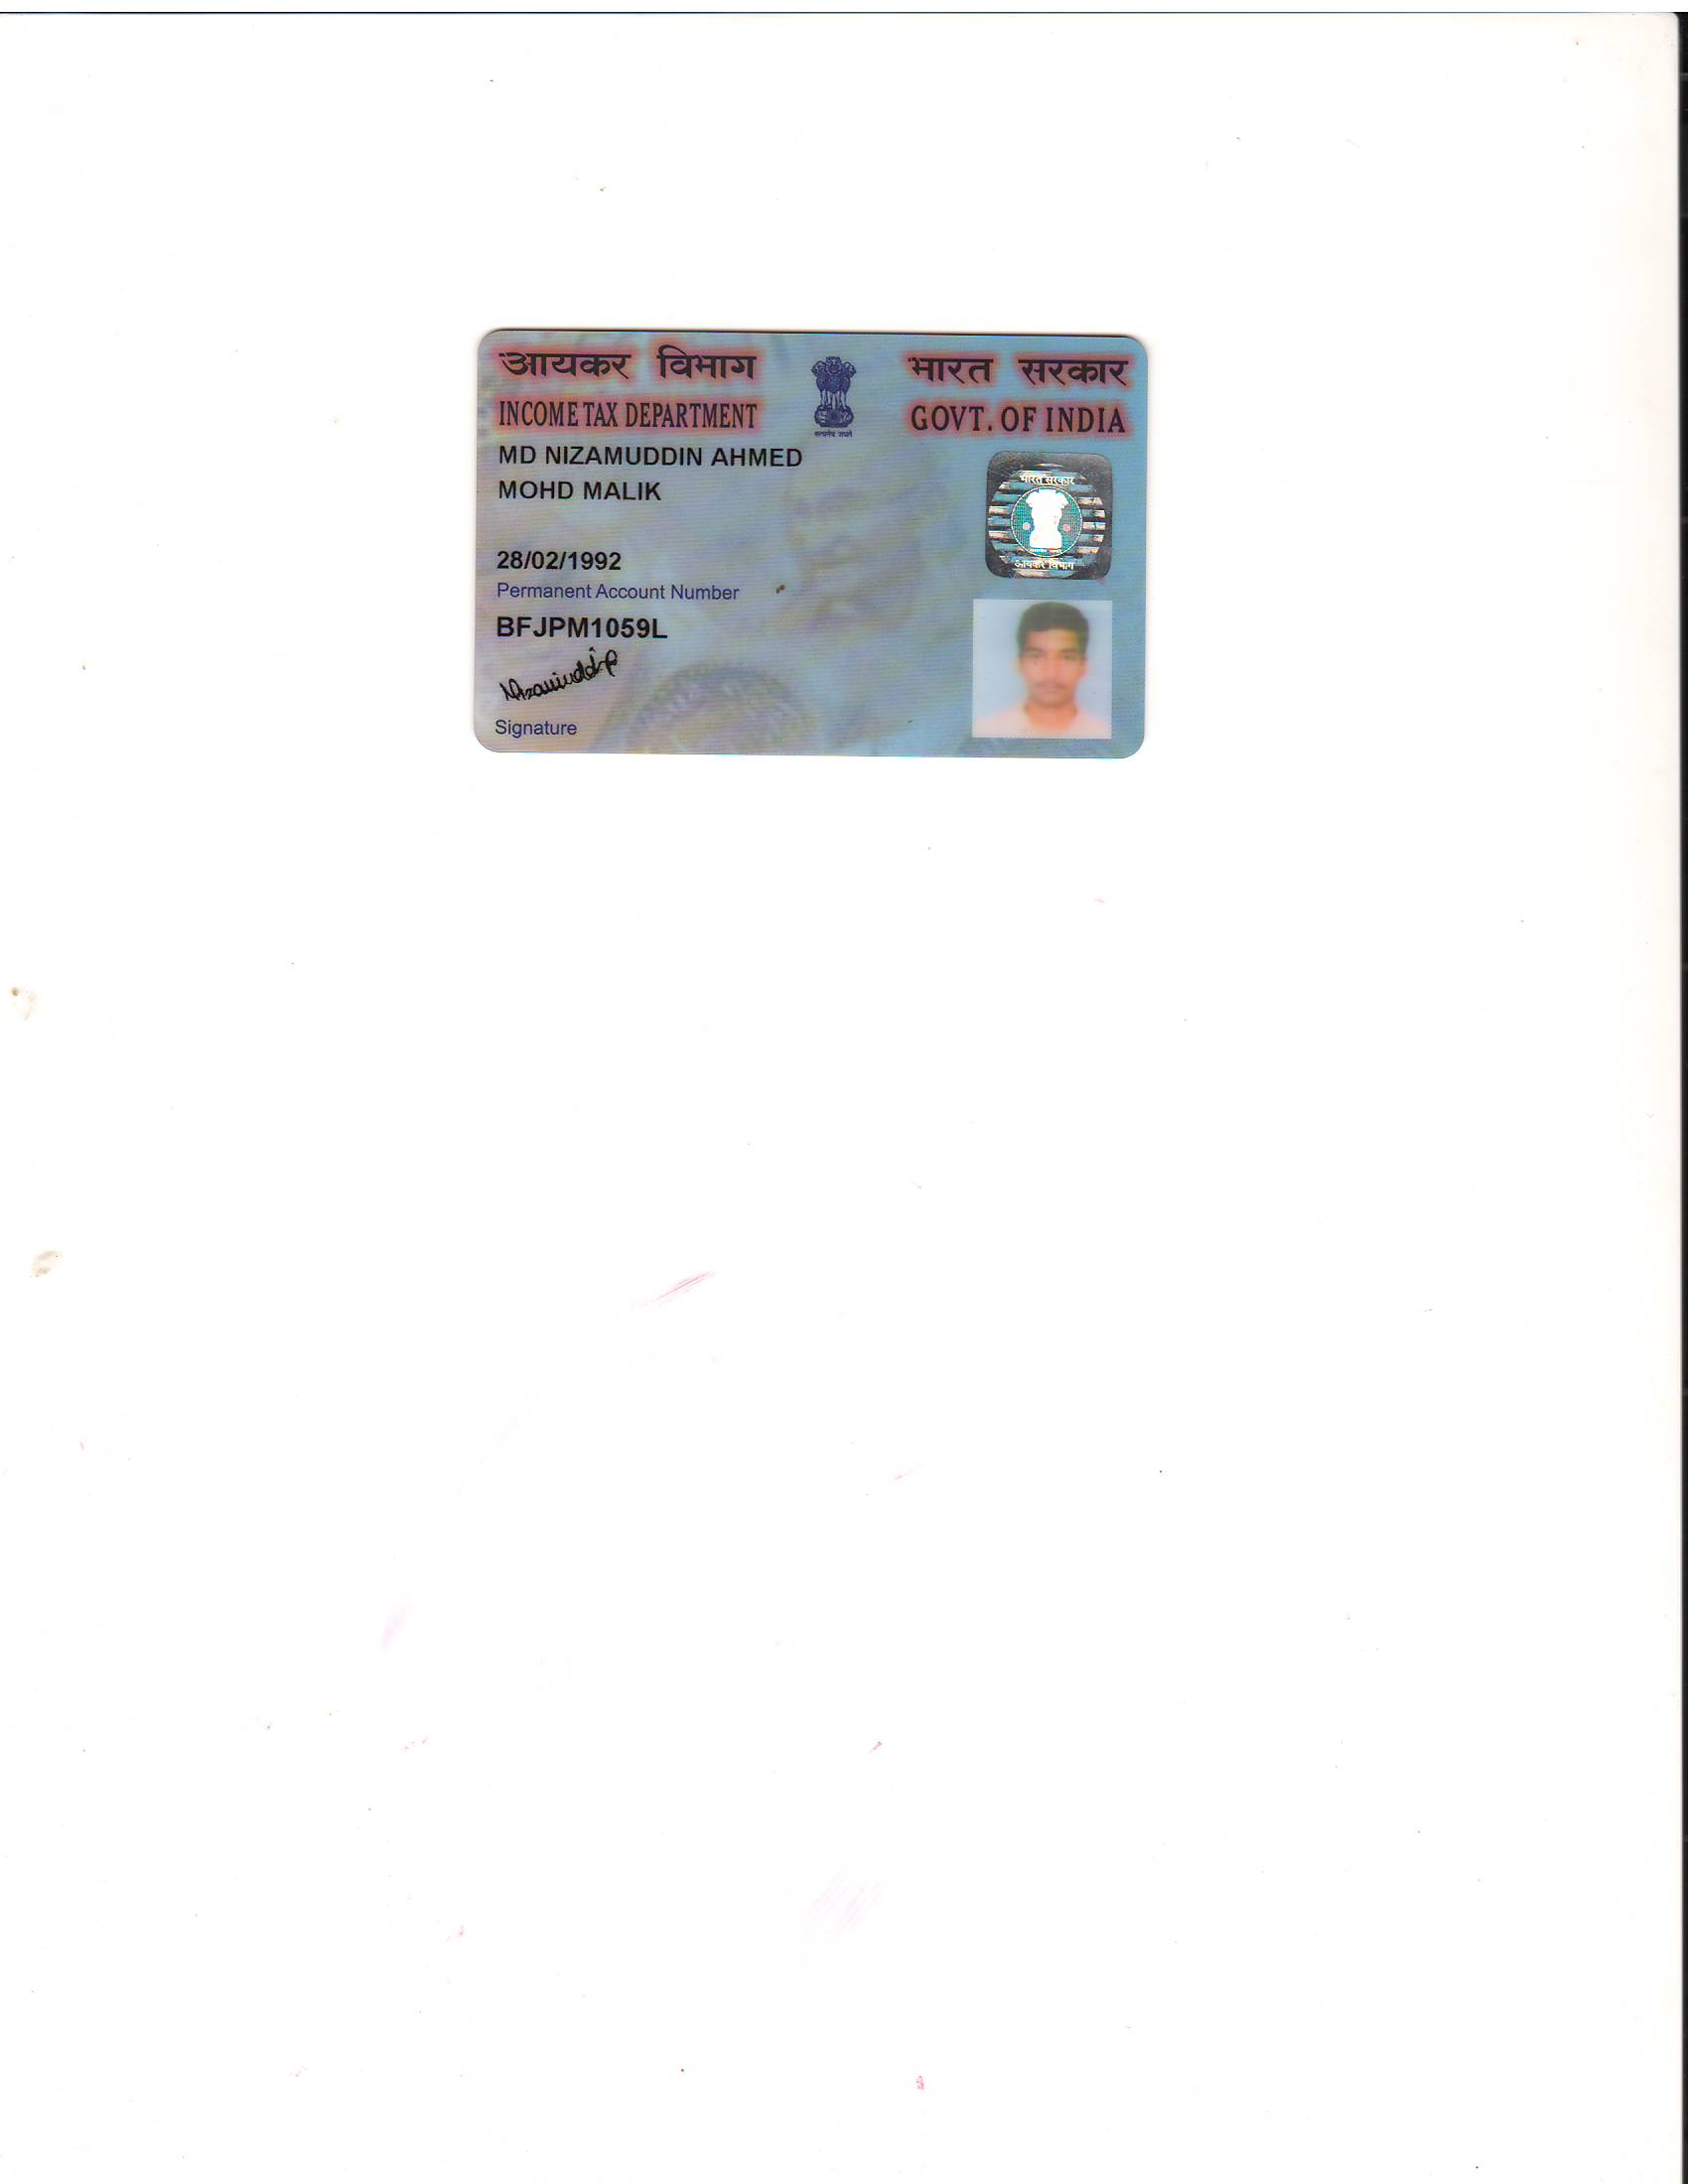 आयकर विभाग
INCOME TAX DEPARTMENT
भारत सरकार
GOVT. OF INDIA
सत्यमेव जयते
MD NIZAMUDDIN AHMED
MOHD MALIK
भारत सरकार
आयकर विभाग
28/02/1992
Permanent Account Number
BFJPM1059L
Nizamuddin
Signature